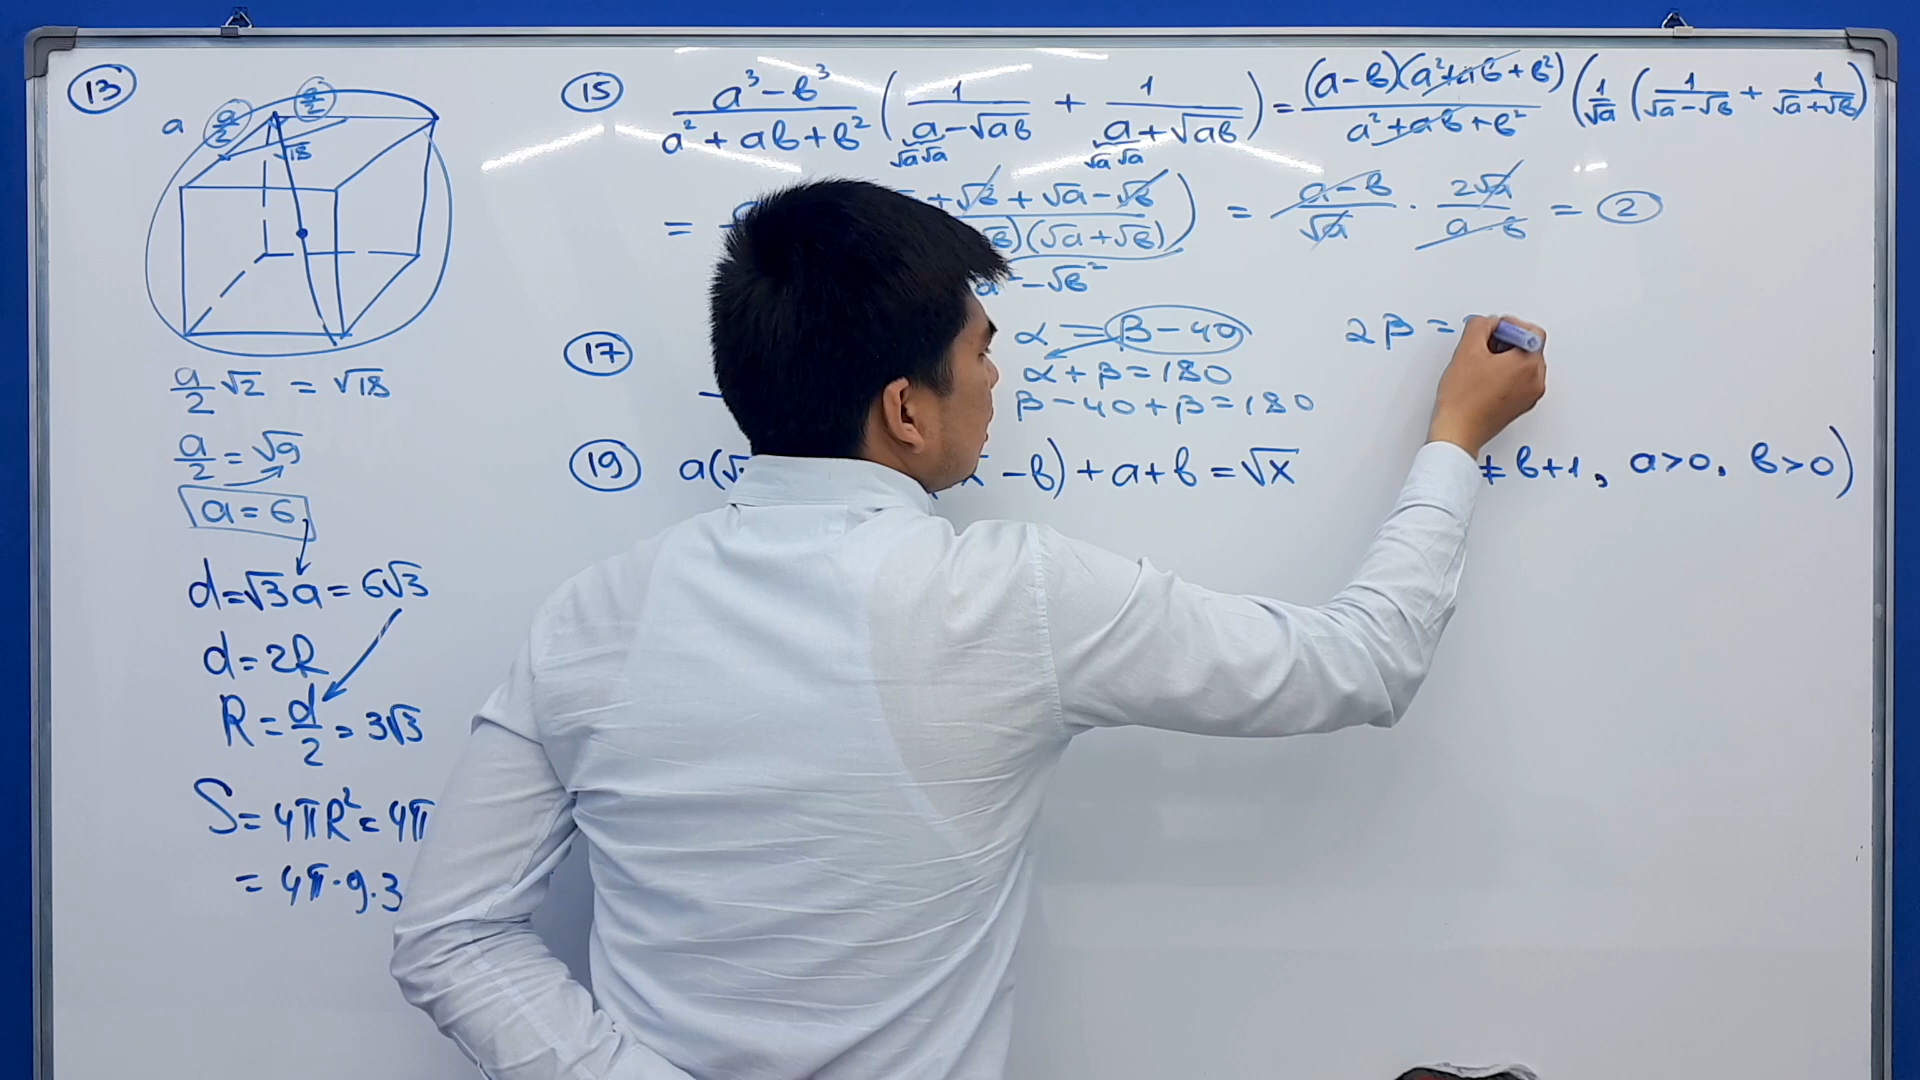 13
a
a/2
a/2
√18
a/2 √2 = √18
a/2 = √9
a = 6
d = √3a = 6√3
d = 2R
R = d/2 = 3√3
S = 4πR² = 4π
= 4π·9·3
15
(a³ - b³)/(a² + ab + b²) (1/(a - √ab) + 1/(a + √ab)) = (a - b)(a² + ab + b²)/(a² + ab + b²) (1/√a (1/(√a - √b) + 1/(√a + √b))
√a √a √a √a
= + √b + √a - √b / (√a + √b)) = (a - b)/√a · 2√a/(a - b) = 2
- √b²
17
α = β - 40 2β =
α + β = 180
β - 40 + β = 180
19
a(√ - b) + a + b = √x ≠ b + 1, a > 0, b > 0)